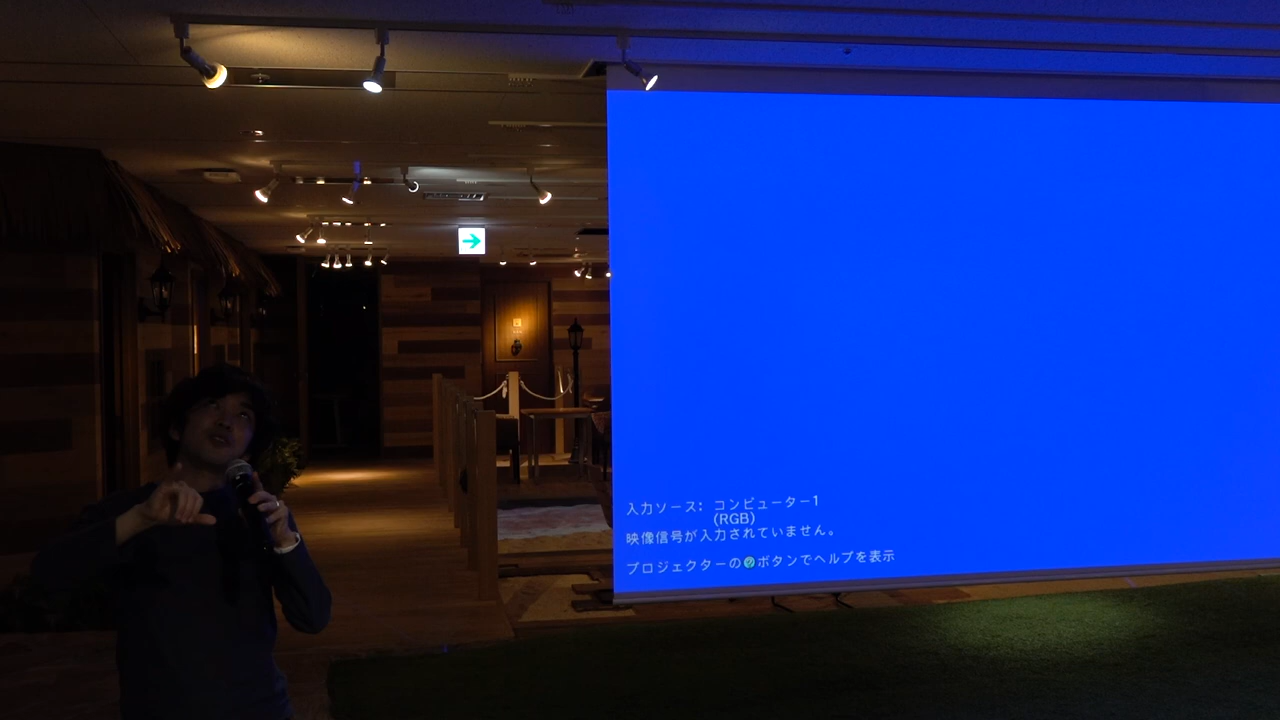 入力ソース: コンピューター1
(RGB)
映像信号が入力されていません。
プロジェクターの?ボタンでヘルプを表示